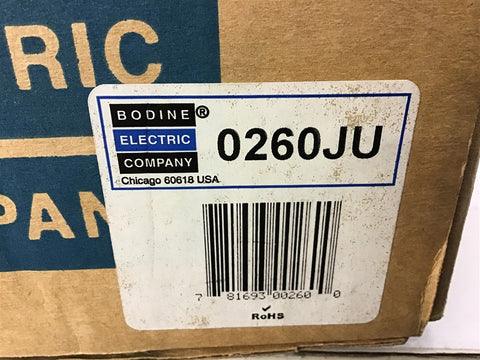 RIC
PAN
BODINE ®
ELECTRIC
COMPANY
0260JU
Chicago 60618 USA
7 81693 00260 0
RoHS